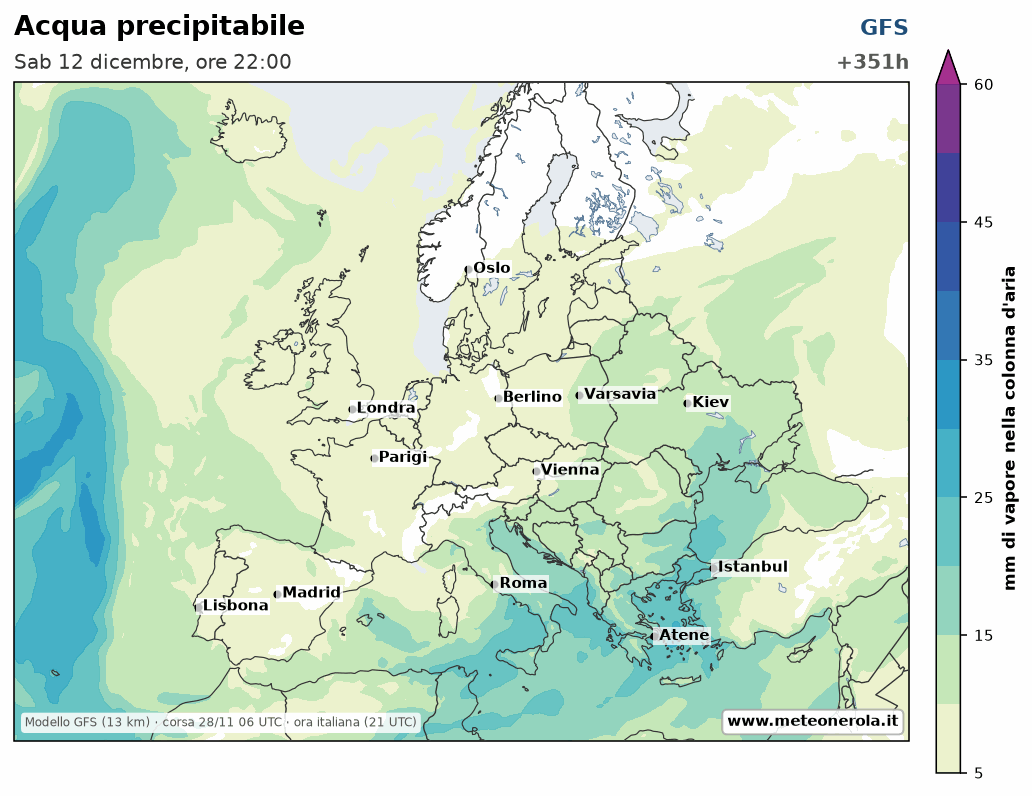 Acqua precipitabile
GFS
Sab 12 dicembre, ore 22:00
+351h
60
45
35
25
15
5
mm di vapore nella colonna d'aria
Oslo
Berlino
Varsavia
Kiev
Londra
Parigi
Vienna
Istanbul
Roma
Madrid
Lisbona
Atene
Modello GFS (13 km) · corsa 28/11 06 UTC · ora italiana (21 UTC)
www.meteonerola.it